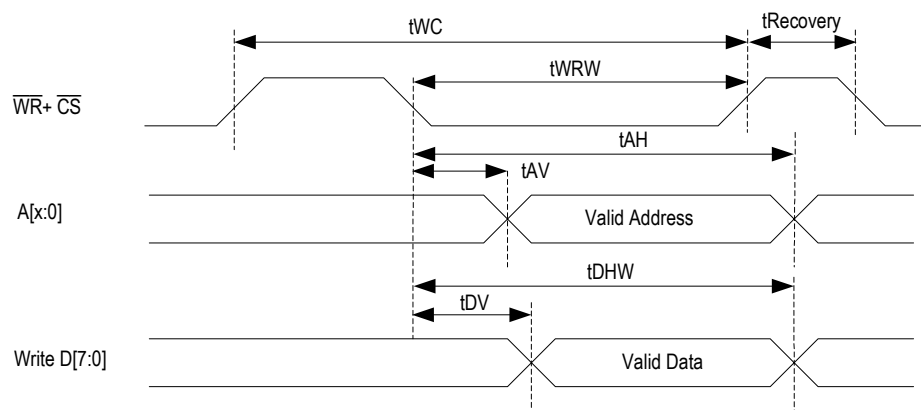 tWC
tRecovery
tWRW
WR+ CS
tAH
tAV
A[x:0]
Valid Address
tDHW
tDV
Write D[7:0]
Valid Data